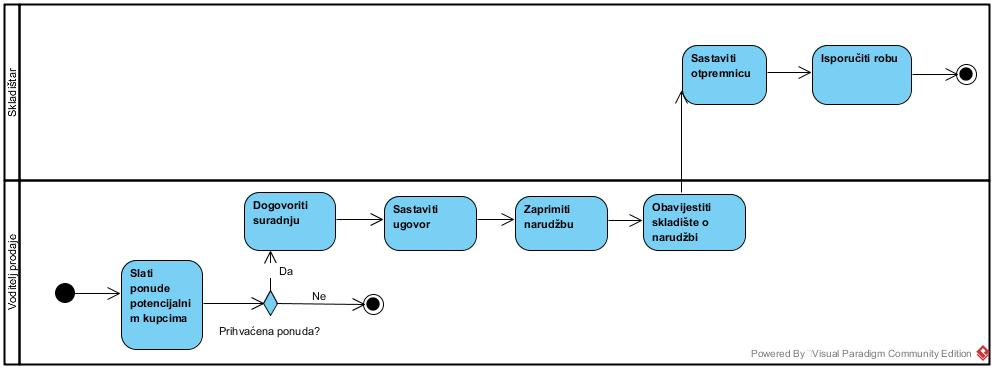 Skladištar
Sastaviti
otpremnicu
Isporučiti robu
Voditelj prodaje
Slati
ponude
potencijalni
m kupcima
Prihvaćena ponuda?
Da
Ne
Dogovoriti
suradnju
Sastaviti
ugovor
Zaprimiti
narudžbu
Obavijestiti
skladište o
narudžbi
Powered By Visual Paradigm Community Edition